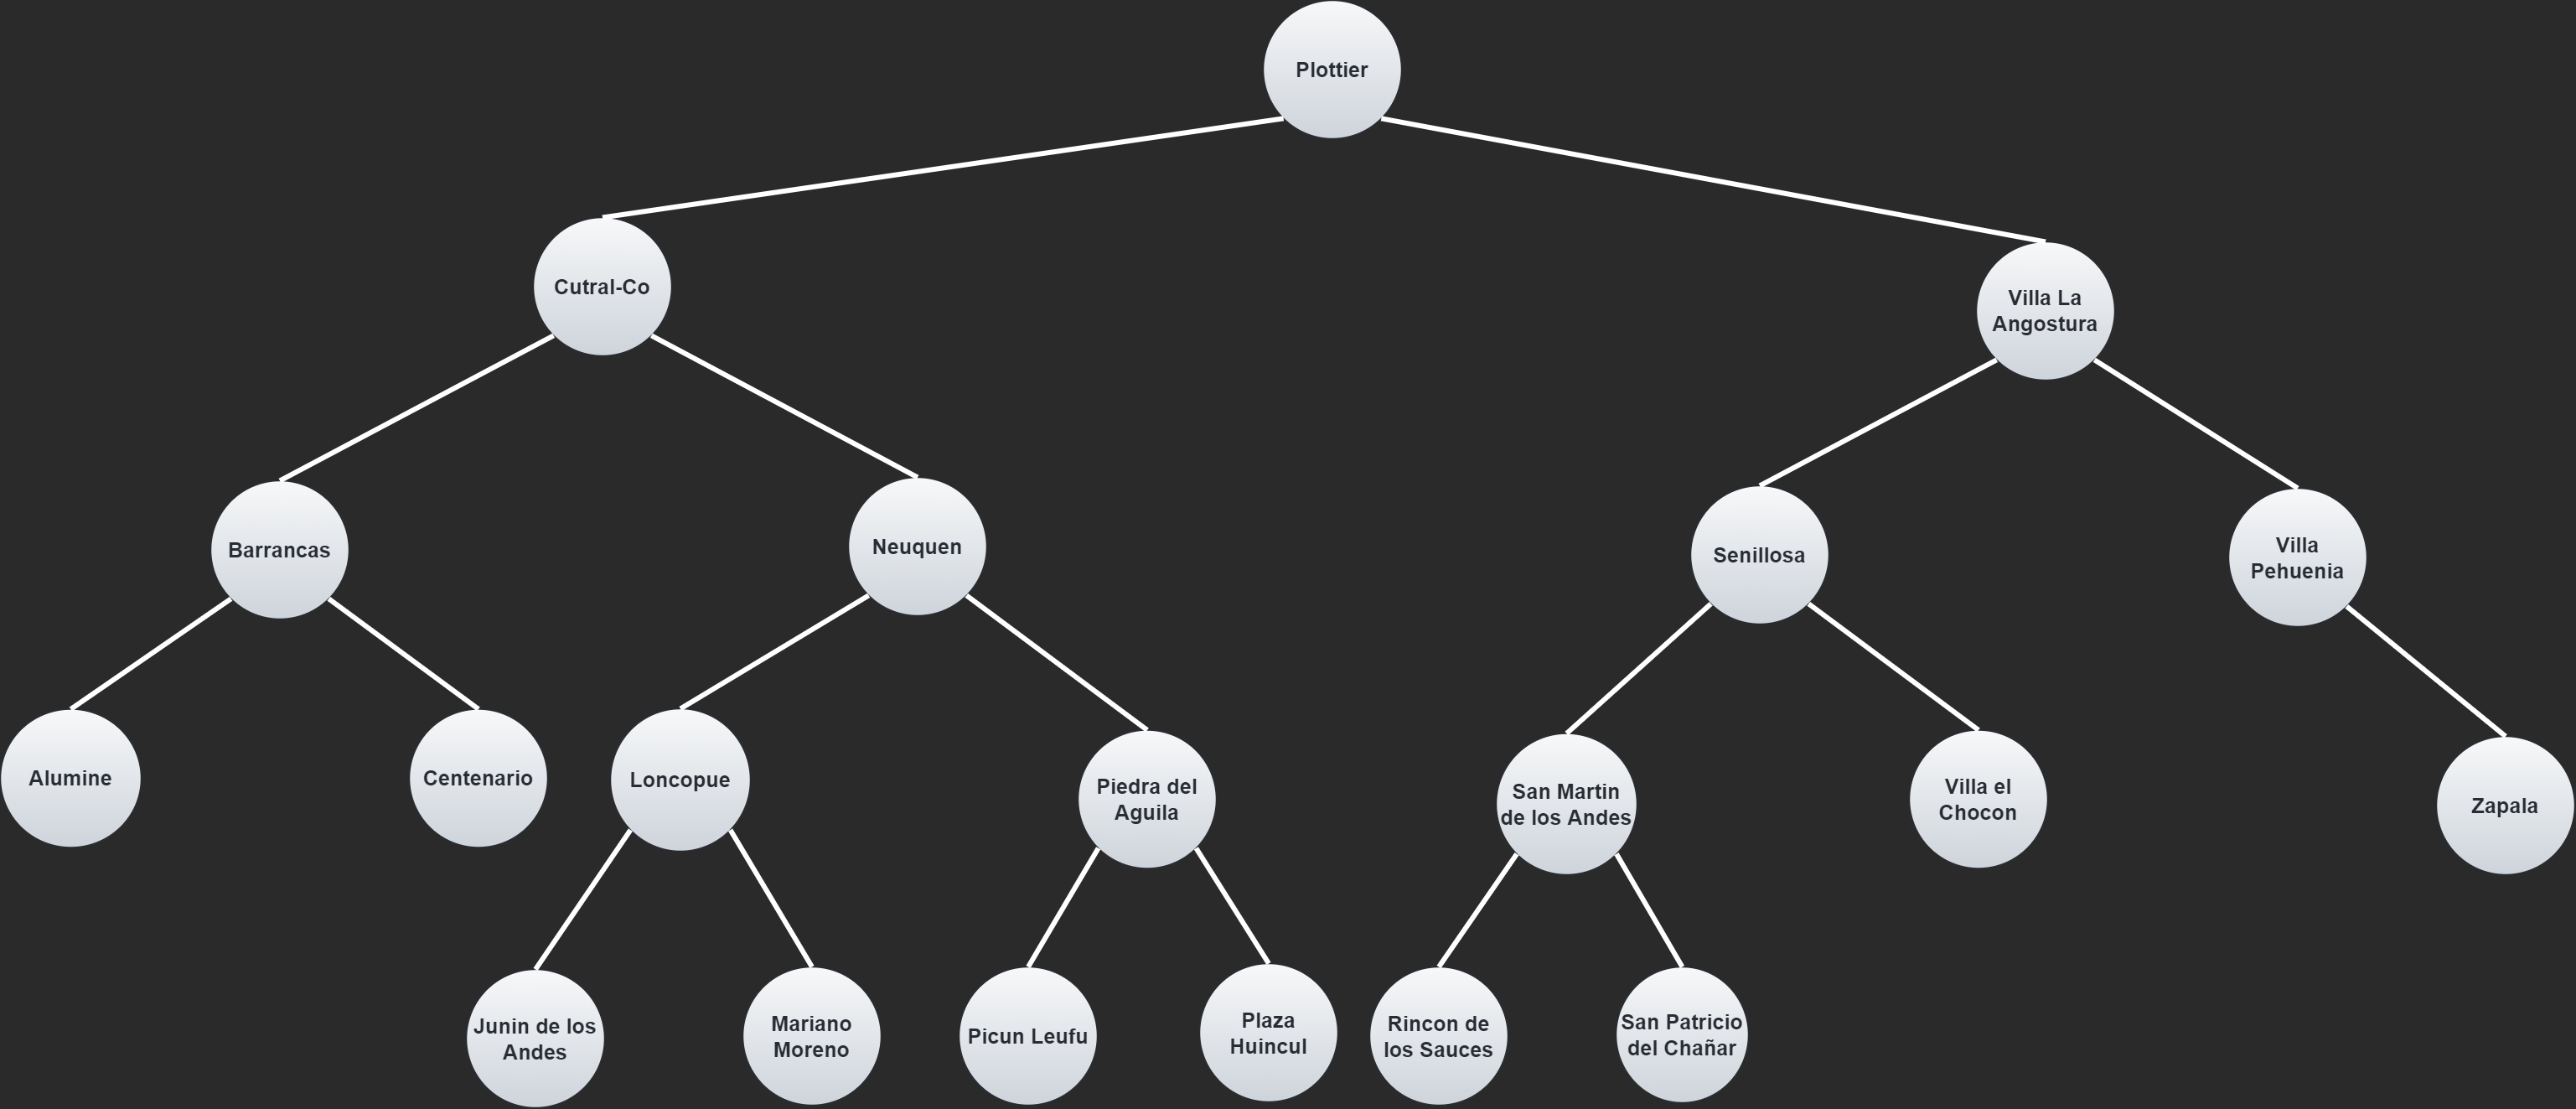 Plottier
Cutral-Co
Villa La
Angostura
Barrancas
Neuquen
Senillosa
Villa
Pehuenia
Alumine
Centenario
Loncopue
Piedra del
Aguila
San Martin
de los Andes
Villa el
Chocon
Zapala
Junin de los
Andes
Mariano
Moreno
Picun Leufu
Plaza
Huincul
Rincon de
los Sauces
San Patricio
del Chañar